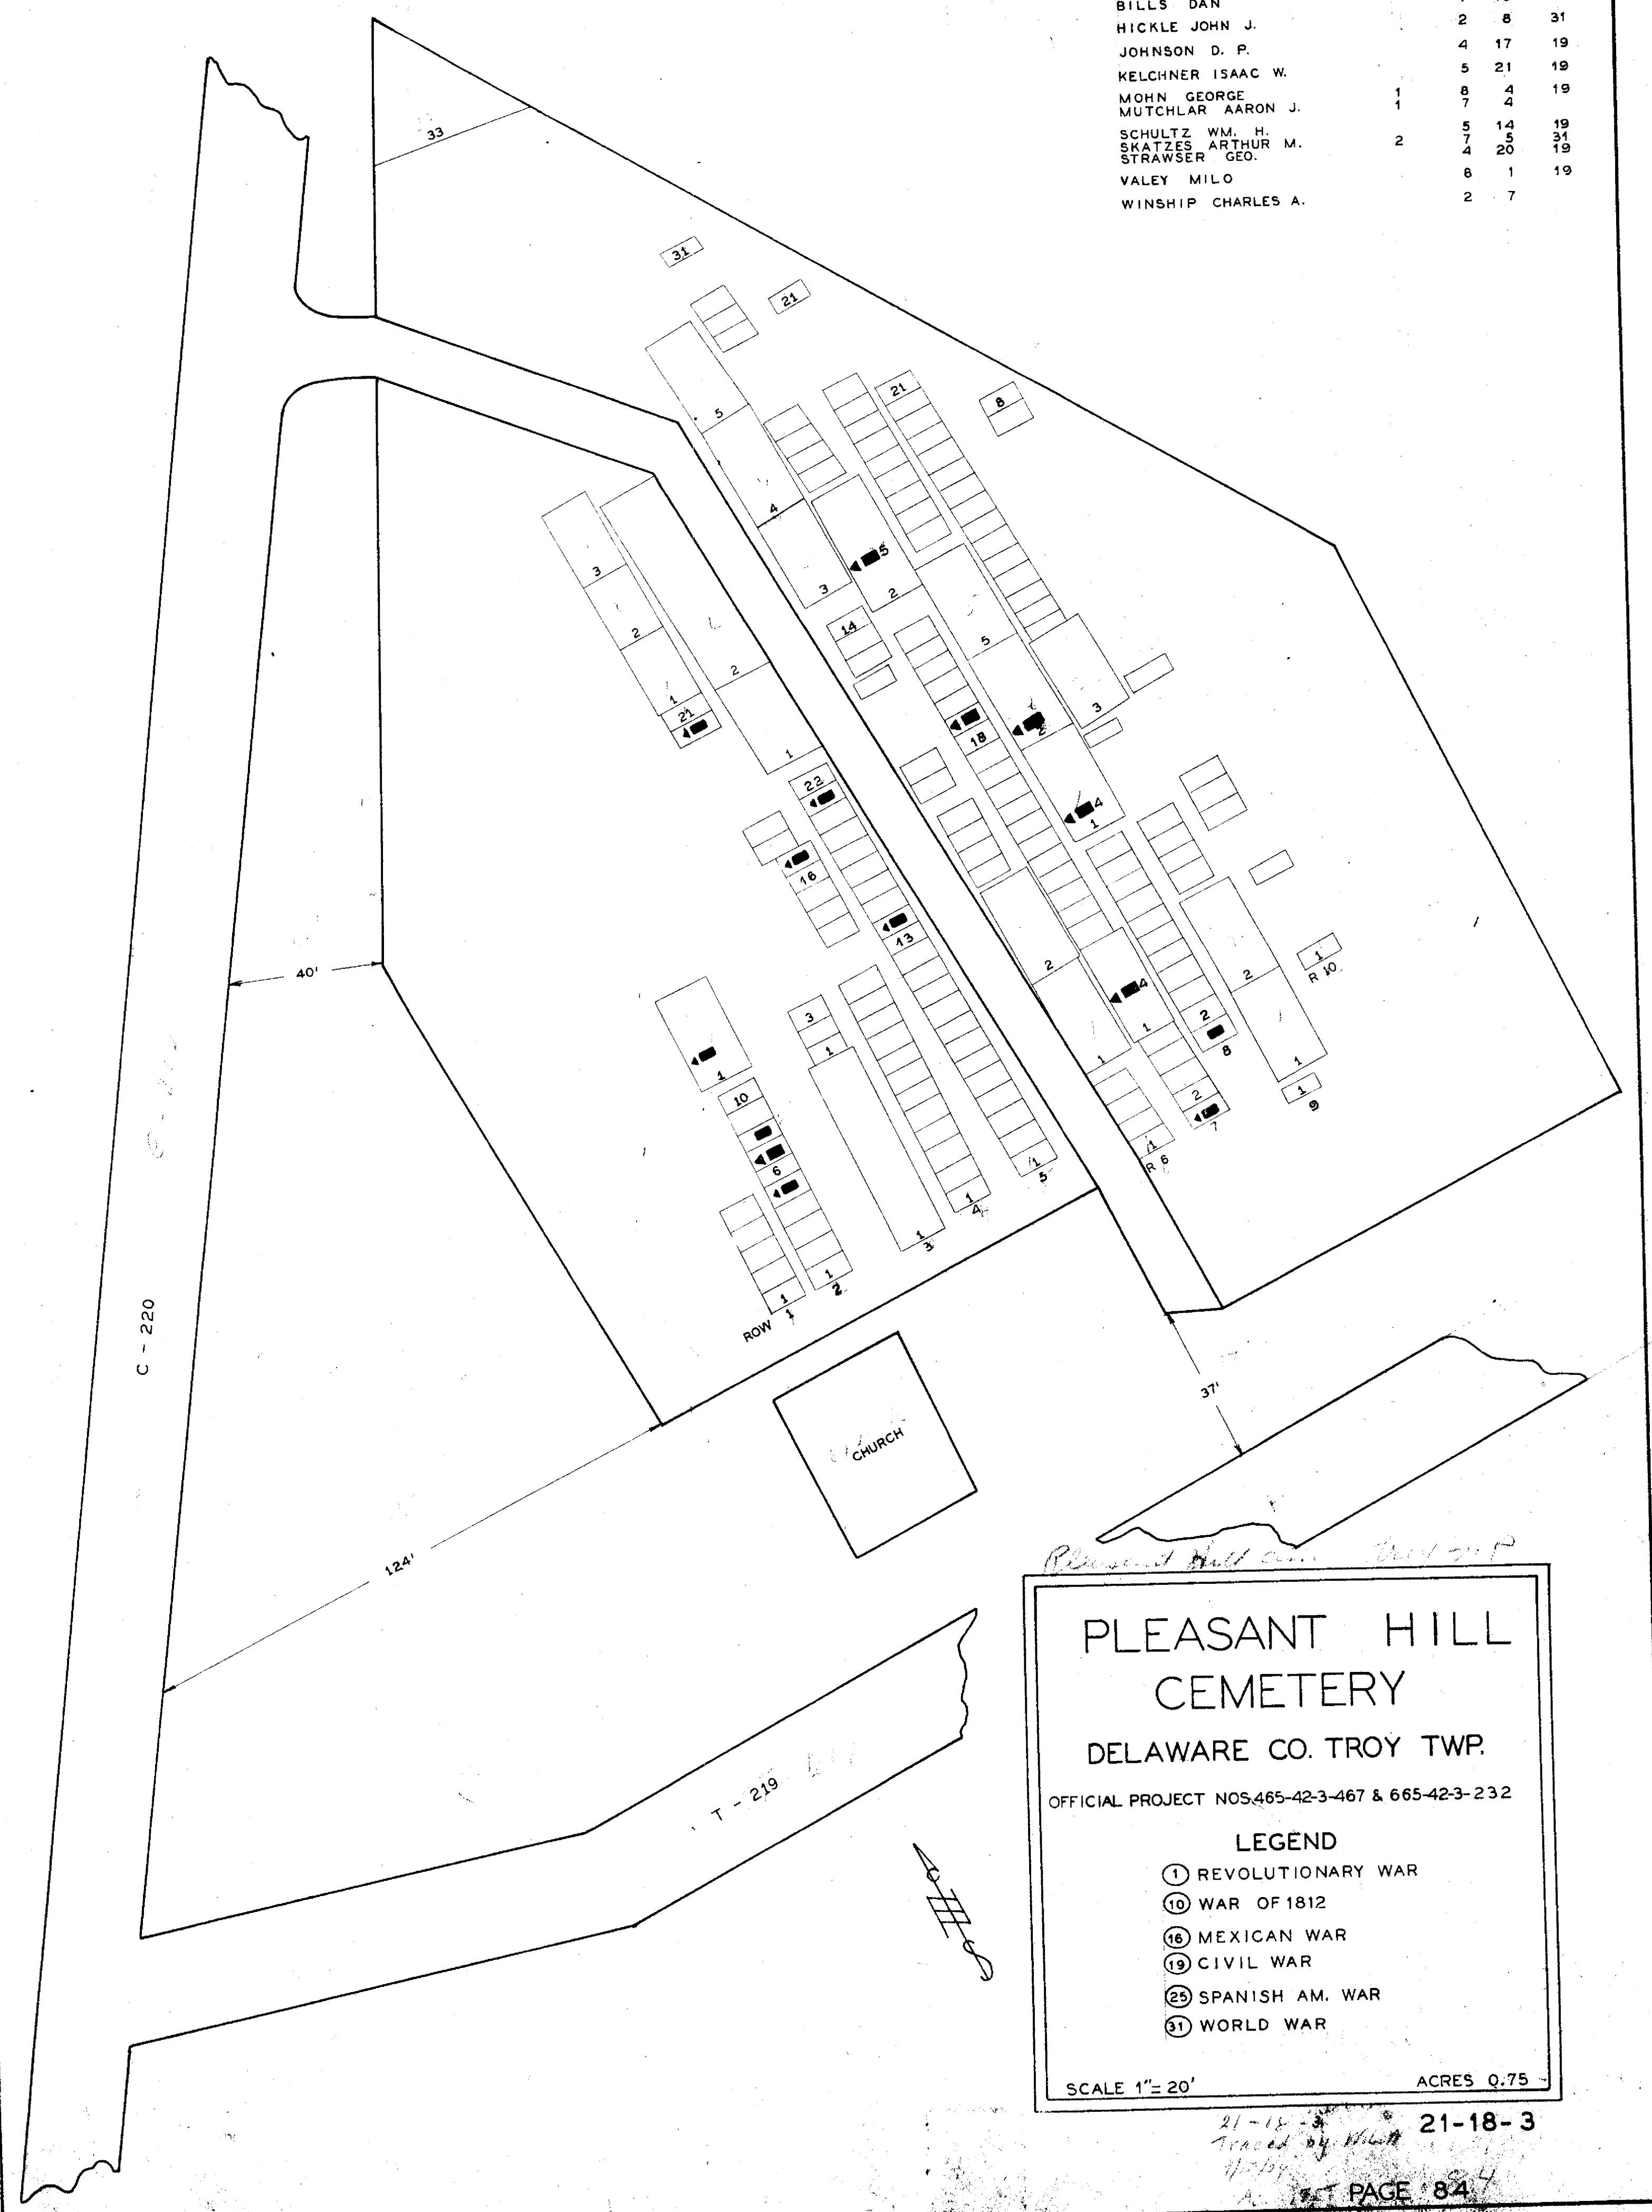 BILLS DAN
HICKLE JOHN J. 2 8 31
JOHNSON D. P. 4 17 19
KELCHNER ISAAC W. 5 21 19
MOHN GEORGE 1 8 4 19
MUTCHLAR AARON J. 1 7 4
SCHULTZ WM. H. 5 14 19
SKATZES ARTHUR M. 2 7 5 31
STRAWSER GEO. 4 20 19
VALEY MILO 8 1 19
WINSHIP CHARLES A. 2 7
33
31
21
5
21
8
4
3
5
2
3
14
2
5
2
1
21
3
18
2
1
22
4
1
16
13
2
2
1
R 10
4
3
1
1
2
8
1
1
1
10
2
1
9
7
6
1
R 6
1
5
1
4
1
3
1
2
1
ROW 1
40'
C - 220
CHURCH
37'
124'
T - 219
Pleasant Hill
PLEASANT HILL
CEMETERY
DELAWARE CO. TROY TWP.
OFFICIAL PROJECT NOS.465-42-3-467 & 665-42-3-232
LEGEND
1 REVOLUTIONARY WAR
10 WAR OF 1812
16 MEXICAN WAR
19 CIVIL WAR
25 SPANISH AM. WAR
31 WORLD WAR
SCALE 1"= 20' ACRES 0.75
21-18-3
21-18-3
Traced by
PAGE 84